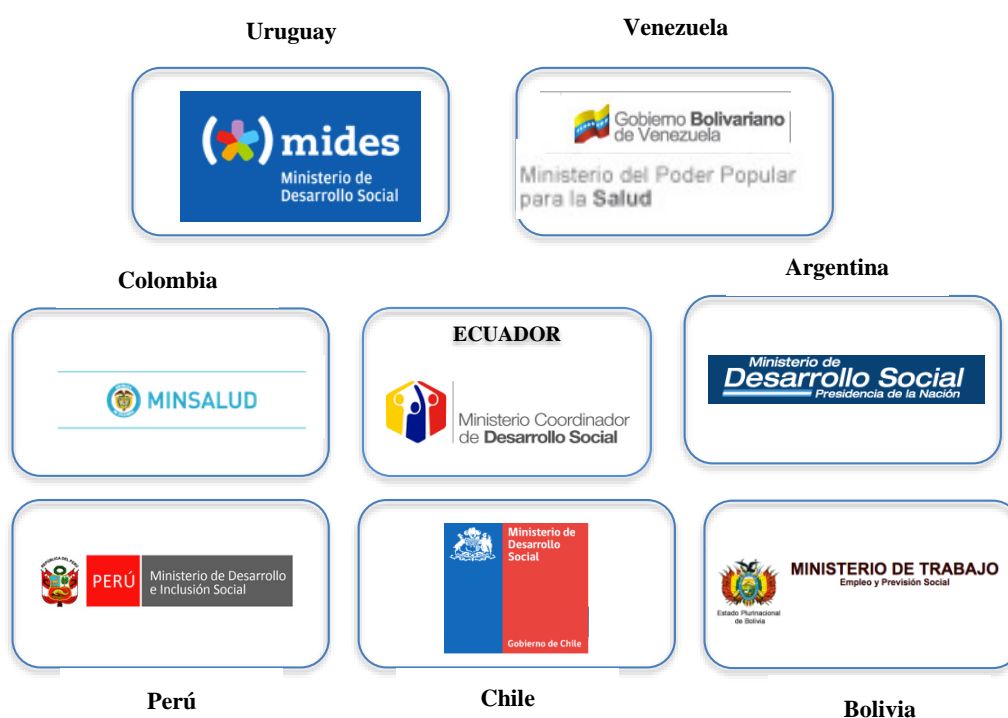 Uruguay
Venezuela
mides
Ministerio de
Desarrollo Social
Gobierno Bolivariano
de Venezuela
Ministerio del Poder Popular
para la Salud
Colombia
Argentina
MINSALUD
ECUADOR
Ministerio Coordinador
de Desarrollo Social
Ministerio de
Desarrollo Social
Presidencia de la Nación
REPÚBLICA DEL PERÚ
PERÚ
Ministerio de Desarrollo
e Inclusión Social
Ministerio de
Desarrollo
Social
Gobierno de Chile
MINISTERIO DE TRABAJO
Empleo y Previsión Social
Estado Plurinacional
de Bolivia
Perú
Chile
Bolivia